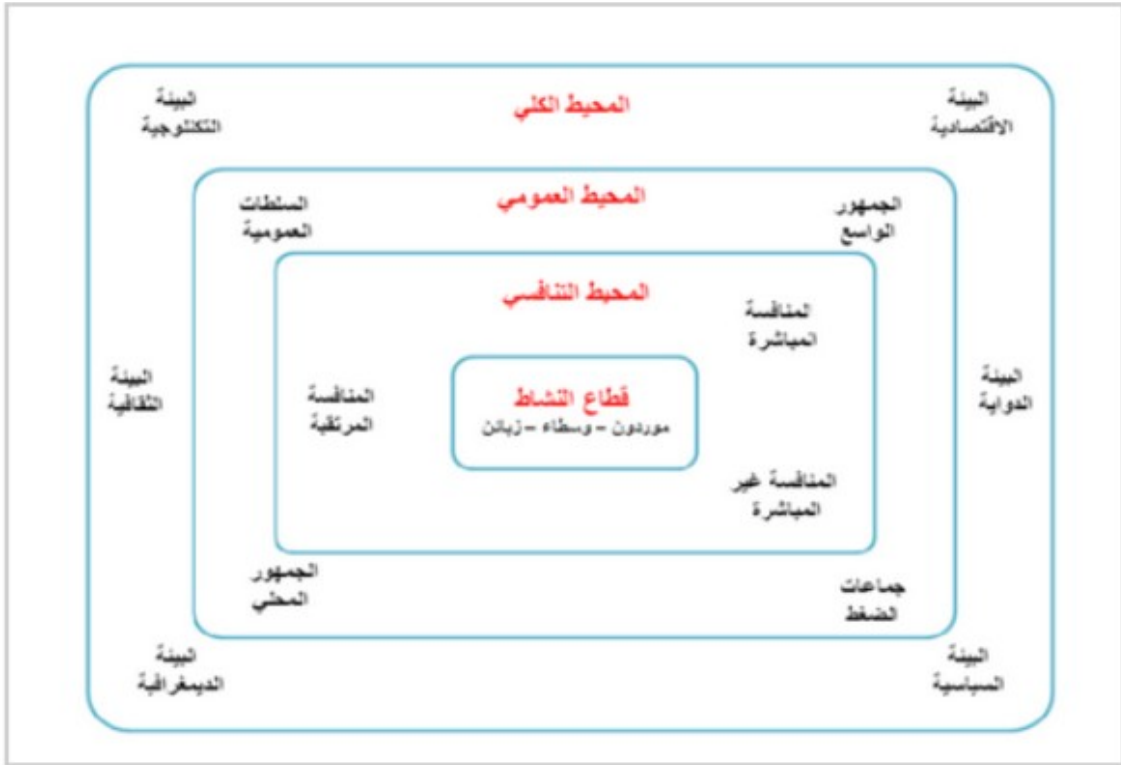 المحيط الكلي
البيئة
الاقتصادية
البيئة
التكنلوجية
المحيط العمومي
الجمهور
الواسع
السلطات
العمومية
المحيط التنافسي
المنافسة
المباشرة
البيئة
الدواية
قطاع النشاط
موردون - وسطاء - زبائن
المنافسة
المرتقبة
البيئة
الثقافية
المنافسة غير
المباشرة
جماعات
الضغط
الجمهور
المحلي
البيئة
السياسية
البيئة
الديمغرافية